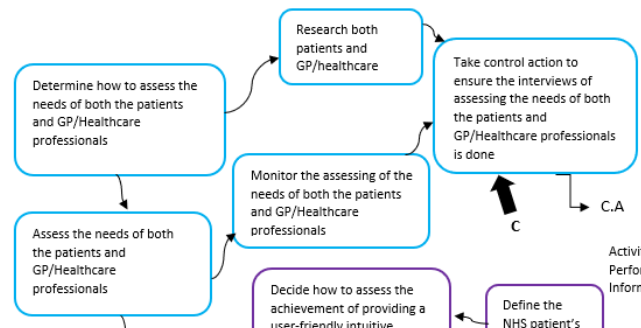 Research both
patients and
GP/healthcare
Determine how to assess the
needs of both the patients
and GP/Healthcare
professionals
Take control action to
ensure the interviews of
assessing the needs of both
the patients and
GP/Healthcare professionals
is done
Monitor the assessing of the
needs of both the patients
and GP/Healthcare
professionals
C.A
C
Assess the needs of both
the patients and
GP/Healthcare
professionals
Decide how to assess the
achievement of providing a
user-friendly intuitive
Define the
NHS patient's